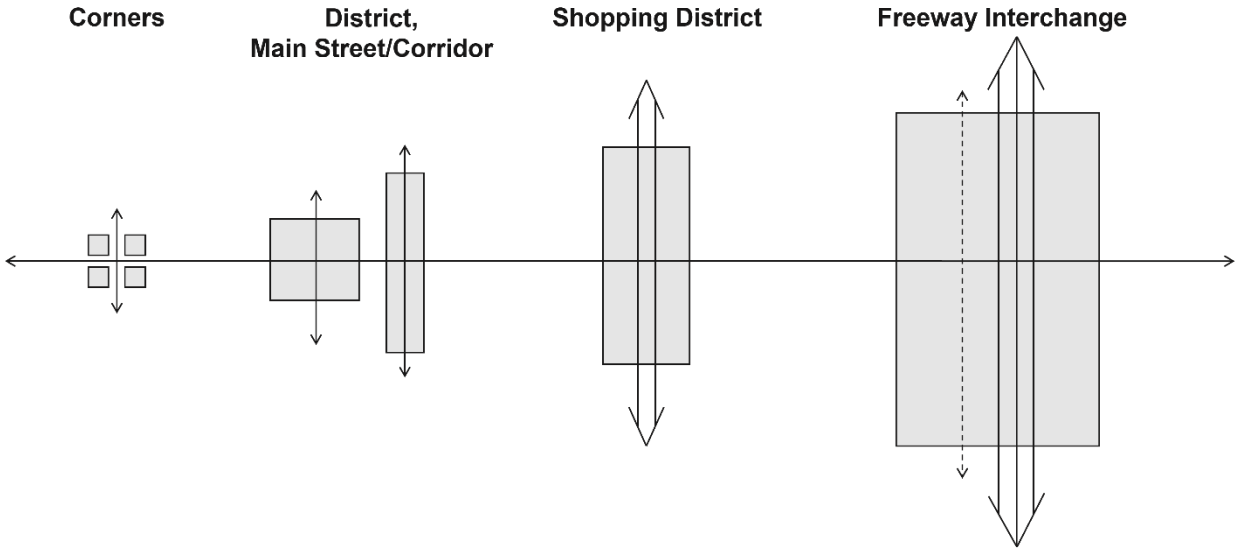 Corners
District,
Main Street/Corridor
Shopping District
Freeway Interchange